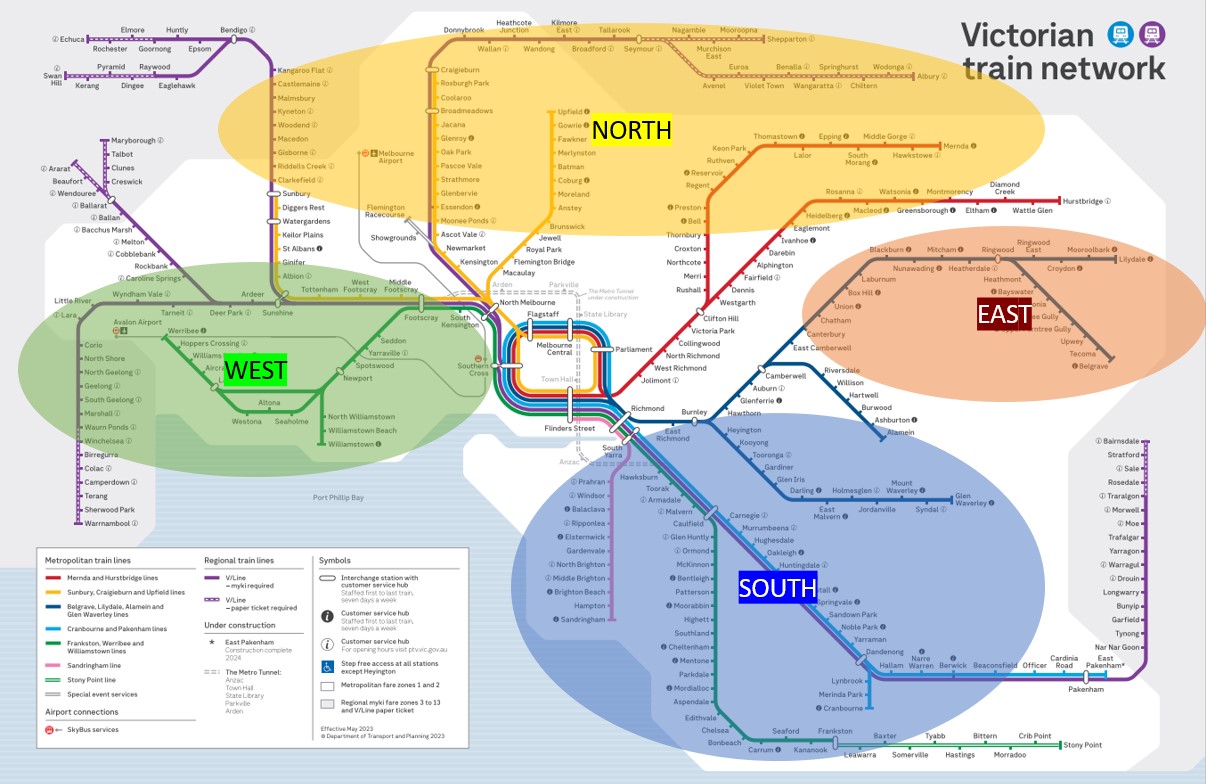 Victorian
train network
Echuca
Elmore
Huntly
Bendigo
Rochester
Goornong
Epsom
Swan
Hill
Pyramid
Raywood
Kerang
Dingee
Eaglehawk
Kangaroo Flat
Castlemaine
Malmsbury
Kyneton
Woodend
Macedon
Gisborne
Riddells Creek
Clarkefield
Sunbury
Diggers Rest
Watergardens
Keilor Plains
St Albans
Ginifer
Albion
Maryborough
Talbot
Clunes
Creswick
Ararat
Beaufort
Wendouree
Ballarat
Ballan
Bacchus Marsh
Melton
Cobblebank
Rockbank
Caroline Springs
Donnybrook
Heathcote
Junction
Kilmore
East
Tallarook
Nagambie
Mooroopna
Shepparton
Wallan
Wandong
Broadford
Seymour
Murchison
East
Euroa
Benalla
Springhurst
Wodonga
Albury
Avenel
Violet Town
Wangaratta
Chiltern
Craigieburn
Roxburgh Park
Coolaroo
Broadmeadows
Jacana
Glenroy
Oak Park
Pascoe Vale
Strathmore
Glenbervie
Essendon
Moonee Ponds
Ascot Vale
Newmarket
Kensington
Melbourne
Airport
Flemington
Racecourse
Showgrounds
Upfield
Gowrie
Fawkner
Merlynston
Batman
Coburg
Moreland
Anstey
Brunswick
Jewell
Royal Park
Flemington Bridge
Macaulay
NORTH
Thomastown
Epping
Middle Gorge
Mernda
Keon Park
Lalor
South
Morang
Hawkstowe
Ruthven
Reservoir
Regent
Preston
Bell
Thornbury
Croxton
Northcote
Merri
Rushall
Rosanna
Watsonia
Montmorency
Diamond
Creek
Hurstbridge
Heidelberg
Macleod
Greensborough
Eltham
Wattle Glen
Eaglemont
Ivanhoe
Darebin
Alphington
Fairfield
Dennis
Westgarth
Clifton Hill
Victoria Park
Collingwood
North Richmond
West Richmond
Jolimont
Blackburn
Mitcham
Ringwood
Ringwood
East
Mooroolbark
Lilydale
Nunawading
Heatherdale
Croydon
Laburnum
Box Hill
Union
Chatham
Canterbury
East Camberwell
Heathmont
Bayswater
EAST
Upwey
Tecoma
Belgrave
Camberwell
Auburn
Glenferrie
Hawthorn
Riversdale
Willison
Hartwell
Burwood
Ashburton
Alamein
Little River
Lara
Wyndham Vale
Ardeer
Tottenham
West
Footscray
Middle
Footscray
Tarneit
Deer Park
Sunshine
Footscray
South
Kensington
Arden
Parkville
The Metro Tunnel
under construction
North Melbourne
Flagstaff
State Library
Melbourne
Central
Parliament
Southern
Cross
Town Hall
Flinders Street
Richmond
East
Richmond
Burnley
South
Yarra
Anzac
Avalon Airport
Werribee
Hoppers Crossing
WEST
Seddon
Yarraville
Spotswood
Newport
Altona
Westona
Seaholme
North Williamstown
Williamstown Beach
Williamstown
Corio
North Shore
North Geelong
Geelong
South Geelong
Marshall
Waurn Ponds
Winchelsea
Birregurra
Colac
Camperdown
Terang
Sherwood Park
Warrnambool
Port Phillip Bay
Heyington
Kooyong
Tooronga
Gardiner
Glen Iris
Darling
Holmesglen
Mount
Waverley
Glen
Waverley
East
Malvern
Jordanville
Syndal
Prahran
Windsor
Balaclava
Ripponlea
Elsternwick
Gardenvale
North Brighton
Middle Brighton
Brighton Beach
Hampton
Sandringham
Hawksburn
Toorak
Armadale
Malvern
Caulfield
Glen Huntly
Ormond
McKinnon
Bentleigh
Patterson
Moorabbin
Highett
Southland
Cheltenham
Mentone
Parkdale
Mordialloc
Aspendale
Edithvale
Chelsea
Bonbeach
Carrum
Seaford
Kananook
Frankston
Leawarra
Baxter
Somerville
Tyabb
Hastings
Bittern
Morradoo
Crib Point
Stony Point
Carnegie
Murrumbeena
Hughesdale
Oakleigh
Huntingdale
SOUTH
Springvale
Sandown Park
Noble Park
Yarraman
Dandenong
Lynbrook
Merinda Park
Cranbourne
Hallam
Narre
Warren
Berwick
Beaconsfield
Officer
Cardinia
Road
East
Pakenham*
Pakenham
Bairnsdale
Stratford
Sale
Rosedale
Traralgon
Morwell
Moe
Trafalgar
Yarragon
Warragul
Drouin
Longwarry
Bunyip
Garfield
Tynong
Nar Nar Goon
Metropolitan train lines
Mernda and Hurstbridge lines
Sunbury, Craigieburn and Upfield lines
Belgrave, Lilydale, Alamein and
Glen Waverley lines
Cranbourne and Pakenham lines
Frankston, Werribee and
Williamstown lines
Sandringham line
Stony Point line
Special event services
Airport connections
SkyBus services
Regional train lines
V/Line
– myki required
V/Line
– paper ticket required
Under construction
* East Pakenham
Construction complete
2024
The Metro Tunnel:
Anzac
Town Hall
State Library
Parkville
Arden
Symbols
Interchange station with
customer service hub
Staffed first to last train,
seven days a week
Customer service hub
Staffed first to last train,
seven days a week
Customer service hub
For opening hours visit ptv.vic.gov.au
Step free access at all stations
except Heyington
Metropolitan fare zones 1 and 2
Regional myki fare zones 3 to 13
and V/Line paper ticket
Effective May 2023
© Department of Transport and Planning 2023